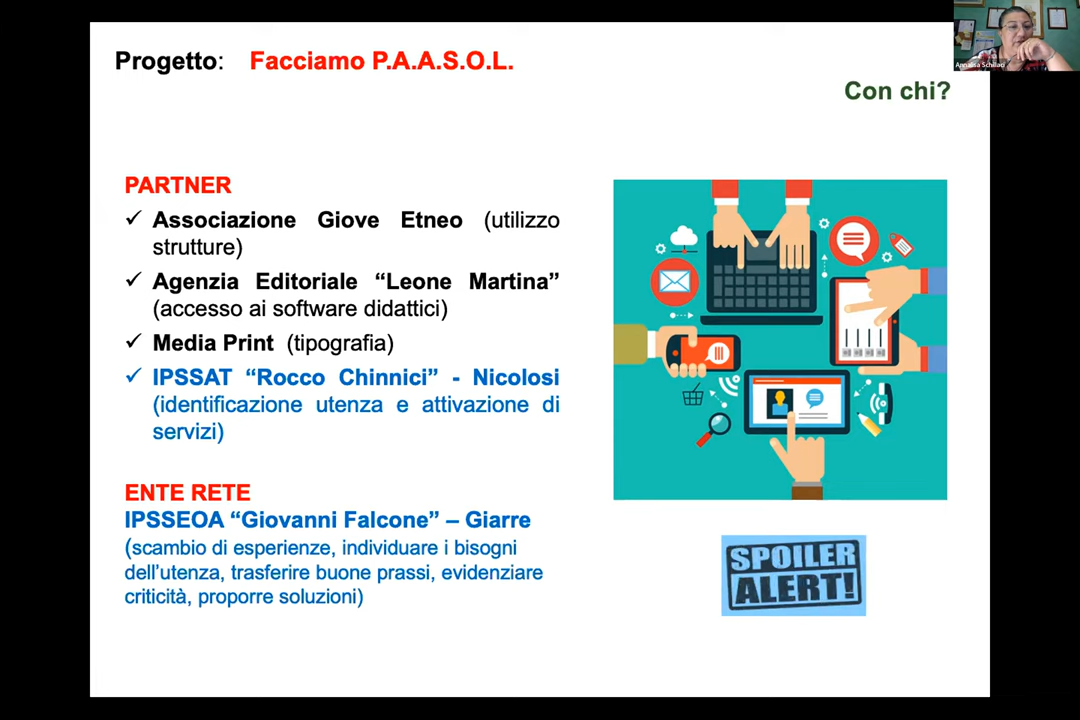 Progetto: Facciamo P.A.A.S.O.L.
Con chi?
PARTNER
✓ Associazione Giove Etneo (utilizzo
strutture)
✓ Agenzia Editoriale “Leone Martina”
(accesso ai software didattici)
✓ Media Print (tipografia)
✓ IPSSAT “Rocco Chinnici” - Nicolosi
(identificazione utenza e attivazione di
servizi)
ENTE RETE
IPSSEOA “Giovanni Falcone” – Giarre
(scambio di esperienze, individuare i bisogni
dell’utenza, trasferire buone prassi, evidenziare
criticità, proporre soluzioni)
SPOILER
ALERT!
Schillaci